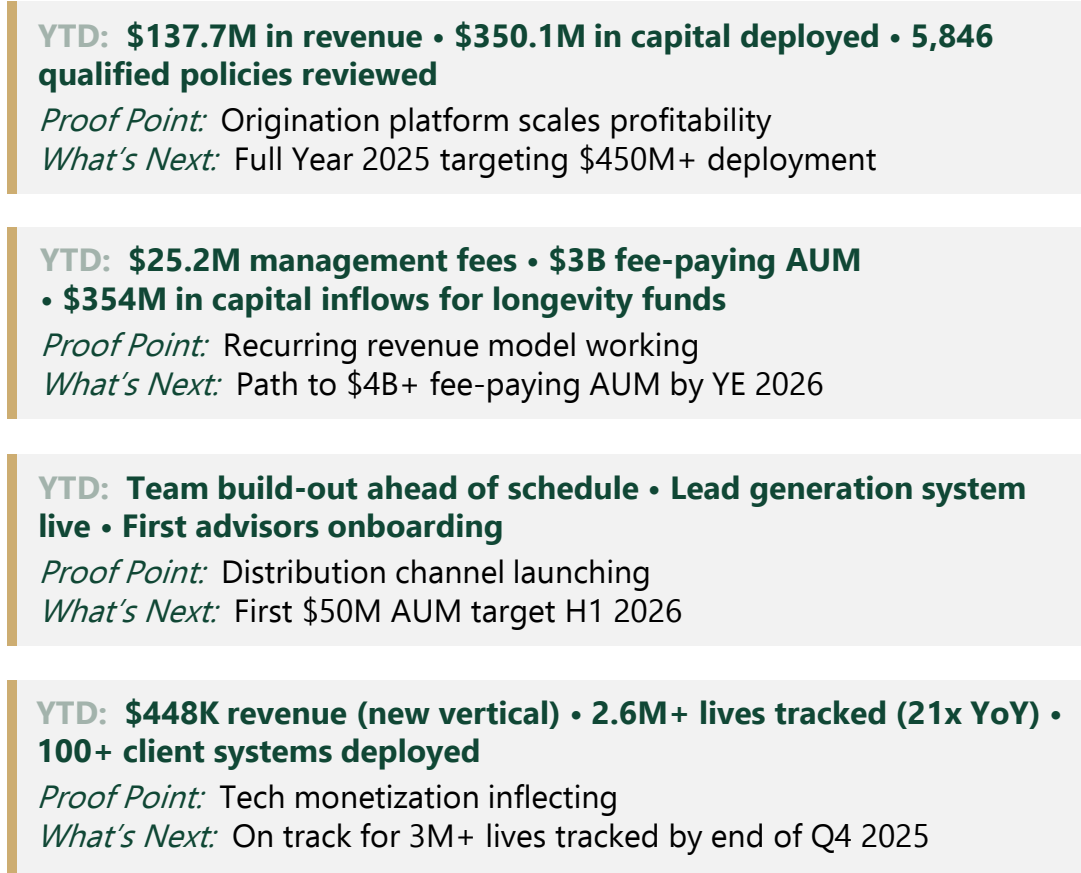 YTD: $137.7M in revenue • $350.1M in capital deployed • 5,846
qualified policies reviewed
Proof Point: Origination platform scales profitability
What's Next: Full Year 2025 targeting $450M+ deployment
YTD: $25.2M management fees • $3B fee-paying AUM
• $354M in capital inflows for longevity funds
Proof Point: Recurring revenue model working
What's Next: Path to $4B+ fee-paying AUM by YE 2026
YTD: Team build-out ahead of schedule • Lead generation system
live • First advisors onboarding
Proof Point: Distribution channel launching
What's Next: First $50M AUM target H1 2026
YTD: $448K revenue (new vertical) • 2.6M+ lives tracked (21x YoY) •
100+ client systems deployed
Proof Point: Tech monetization inflecting
What's Next: On track for 3M+ lives tracked by end of Q4 2025